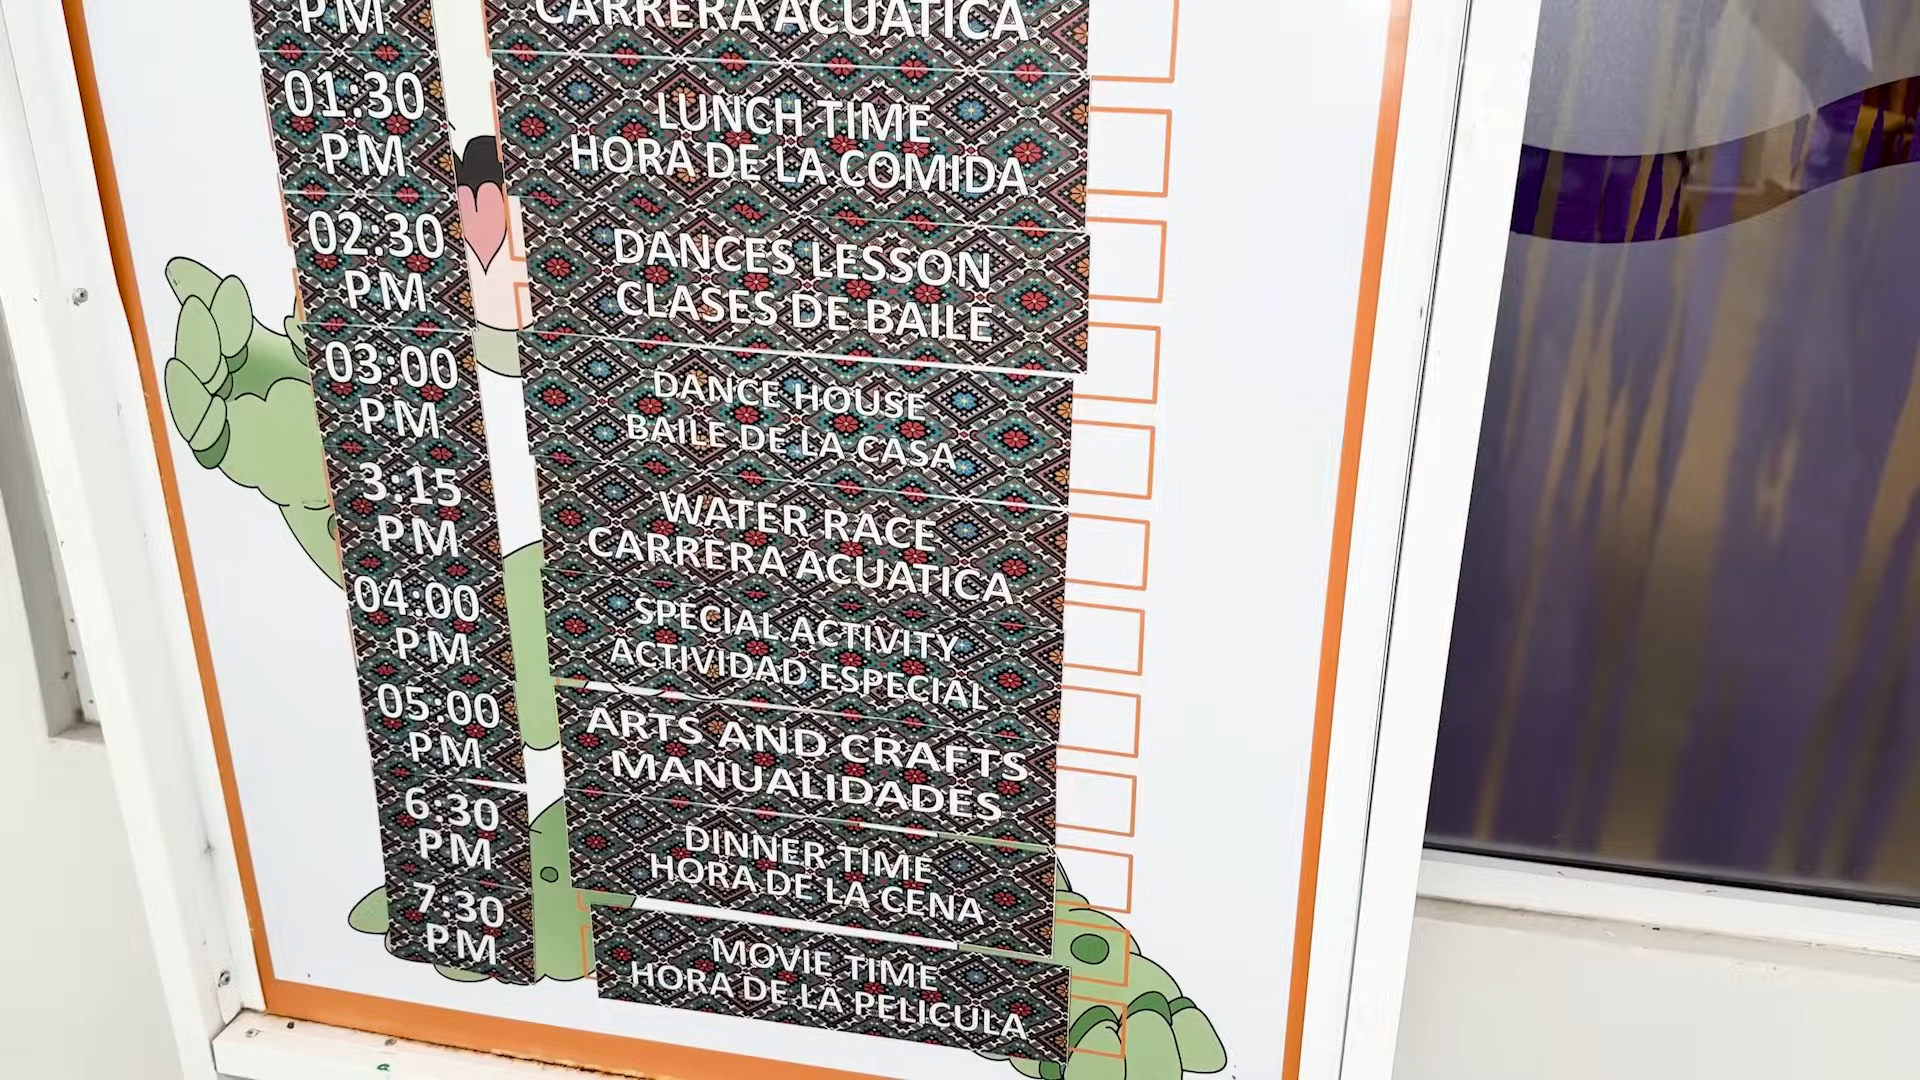 PM
CARRERA ACUATICA
01:30
PM
LUNCH TIME
HORA DE LA COMIDA
02:30
PM
DANCES LESSON
CLASES DE BAILE
03:00
PM
DANCE HOUSE
BAILE DE LA CASA
3:15
PM
WATER RACE
CARRERA ACUATICA
04:00
PM
SPECIAL ACTIVITY
ACTIVIDAD ESPECIAL
05:00
PM
ARTS AND CRAFTS
MANUALIDADES
6:30
PM
DINNER TIME
HORA DE LA CENA
7:30
PM
MOVIE TIME
HORA DE LA PELICULA